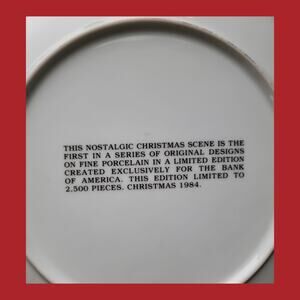 THIS NOSTALGIC CHRISTMAS SCENE IS THE
FIRST IN A SERIES OF ORIGINAL DESIGNS
ON FINE PORCELAIN IN A LIMITED EDITION
CREATED EXCLUSIVELY FOR THE BANK
OF AMERICA. THIS EDITION LIMITED TO
2,500 PIECES. CHRISTMAS 1984.